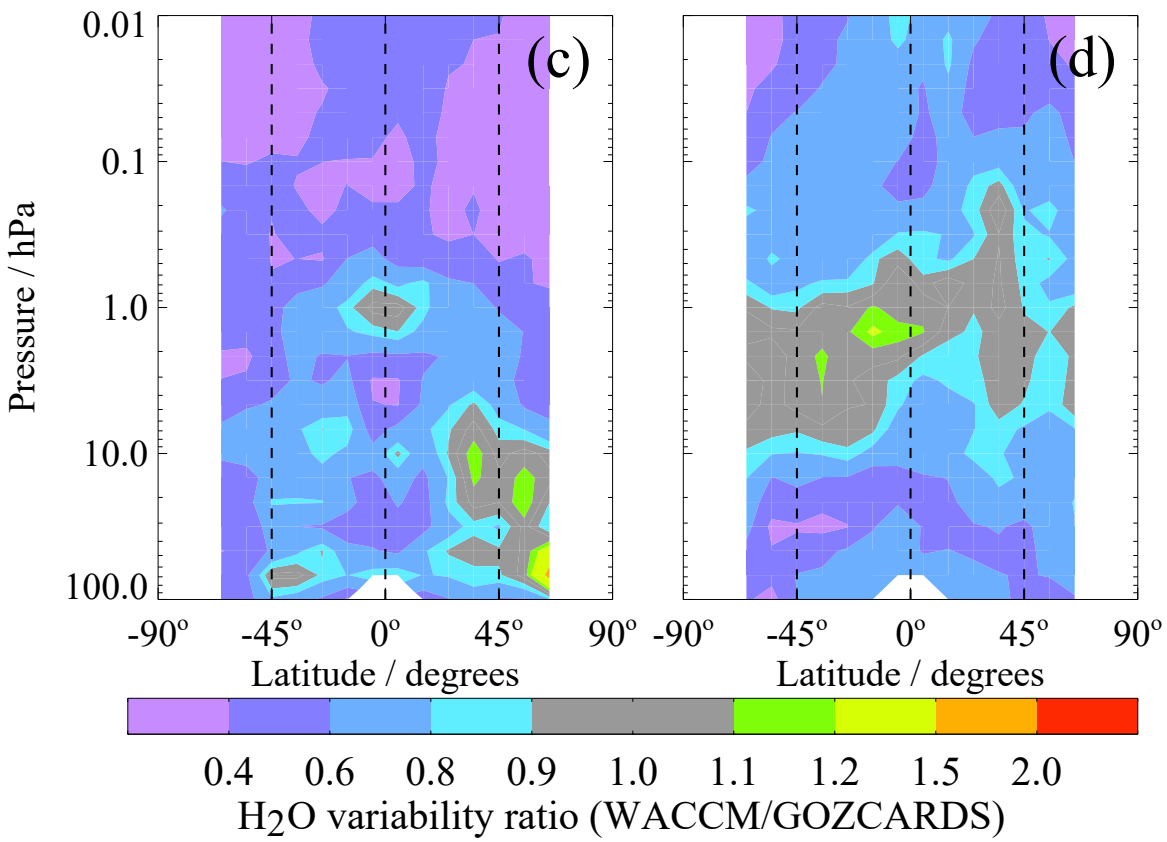 (c)
(d)
Pressure / hPa
0.01
0.1
1.0
10.0
100.0
-90º -45º 0º 45º 90º -90º -45º 0º 45º 90º
Latitude / degrees Latitude / degrees
0.4 0.6 0.8 0.9 1.0 1.1 1.2 1.5 2.0
H2O variability ratio (WACCM/GOZCARDS)